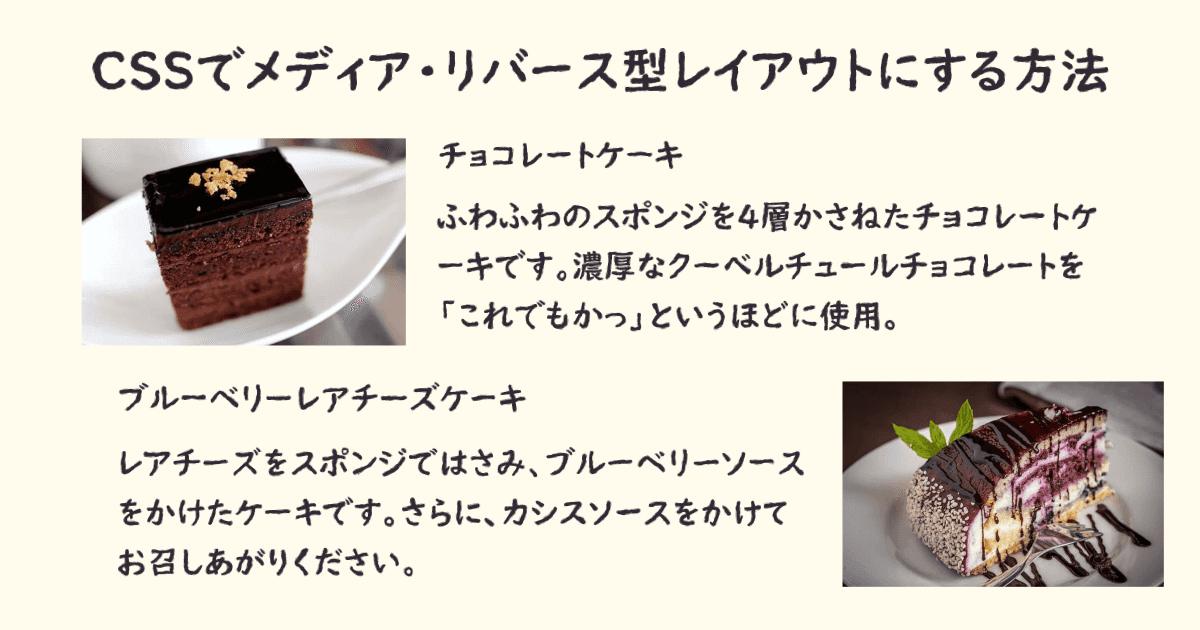 CSSでメディア・リバース型レイアウトにする方法
チョコレートケーキ
ふわふわのスポンジを4層かさねたチョコレートケ
ーキです。濃厚なクーベルチュールチョコレートを
「これでもかっ」というほどに使用。
ブルーベリーレアチーズケーキ
レアチーズをスポンジではさみ、ブルーベリーソース
をかけたケーキです。さらに、カシスソースをかけて
お召しあがりください。